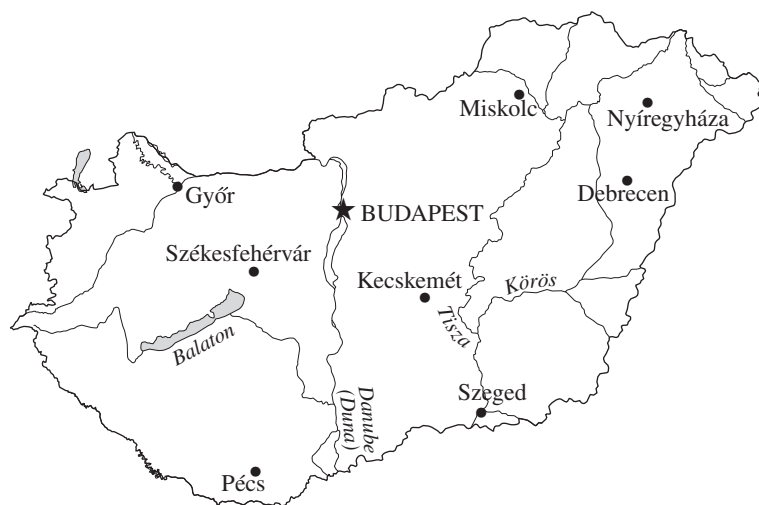 Miskolc
Nyíregyháza
Debrecen
Győr
BUDAPEST
Székesfehérvár
Kecskemét
Körös
Tisza
Balaton
Danube
(Duna)
Szeged
Pécs